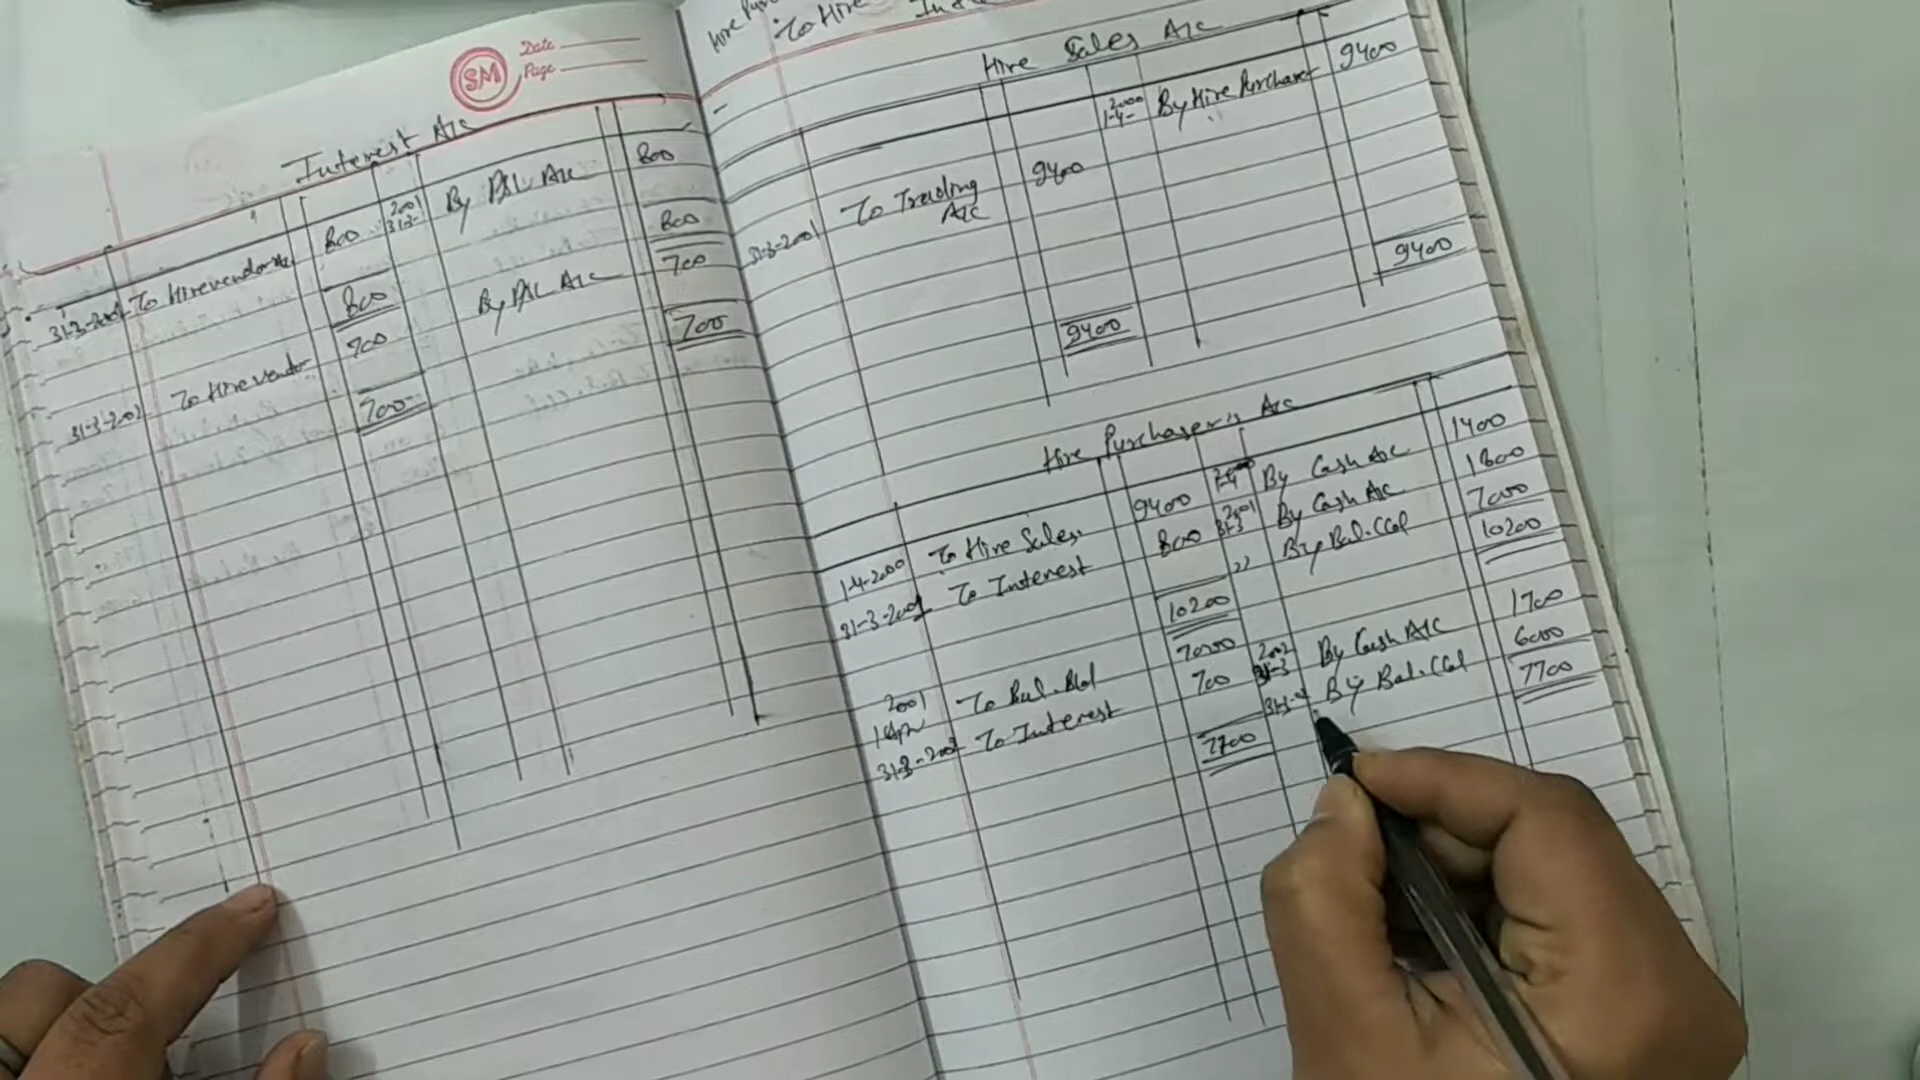 SM
Date
Page
Interest A/c
31-3-2001 To Hire vendor A/c 800 2001 31-3- By P&L A/c 800
800 800
31-3-2002 To Hire vendor 700 By P&L A/c 700
700 700
To Hire
Hire Sales A/c
2000 1-4- By Hire Purchaser 9400
31-3-2001 To Trading A/c 9400
9400 9400
Hire Purchaser's A/c
1-4-2000 To Hire Sales. 9400 By Cash A/c 1400
31-3-2001 To Interest 800 2001 31-3 By Cash A/c 1800
" By Bal. C/d 7000
10200 10200
2001 1 Apr To Bal. B/d 7000 2002 31-3 By Cash A/c 1700
31-3-2002 To Interest 700 By Bal. C/d 6000
7700 7700